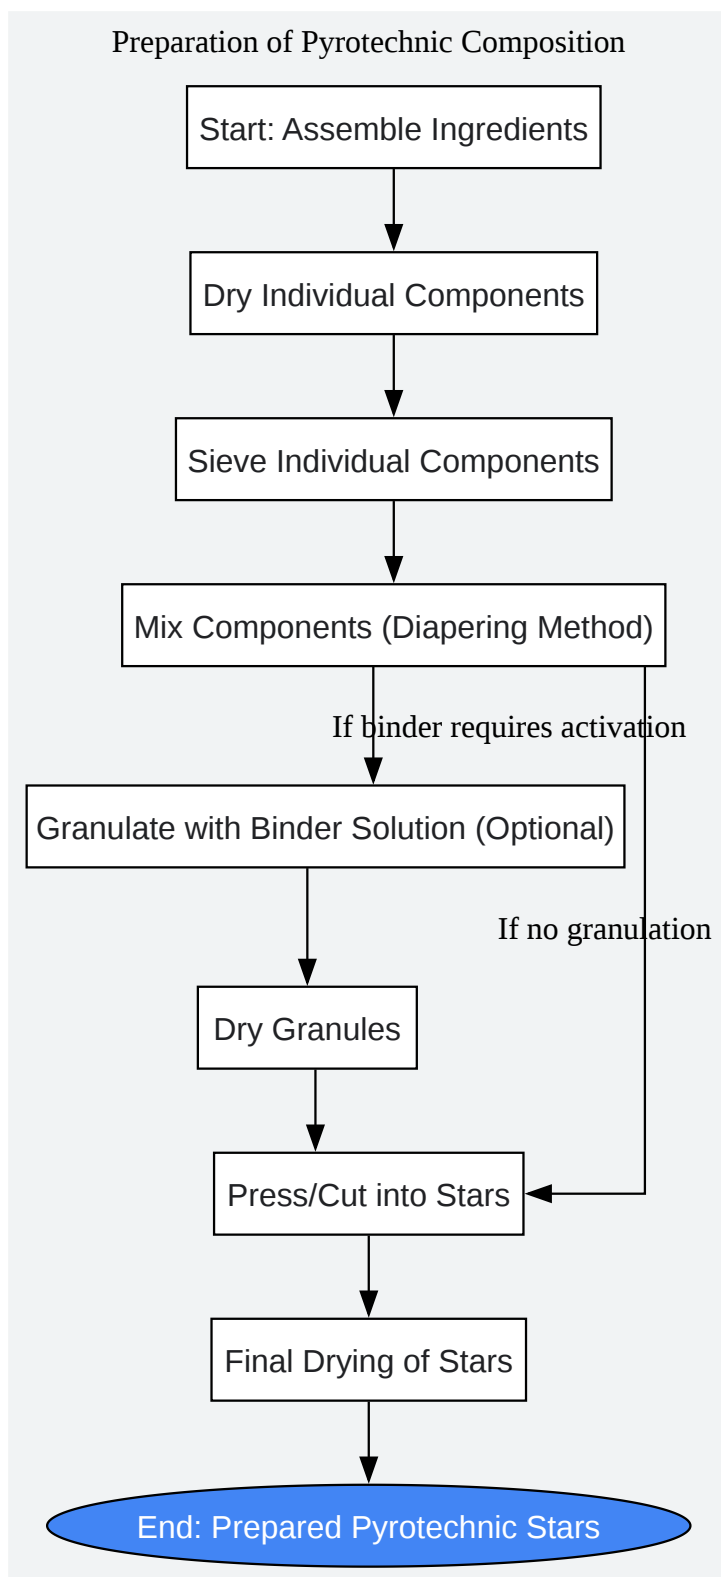 Preparation of Pyrotechnic Composition
Start: Assemble Ingredients
Dry Individual Components
Sieve Individual Components
Mix Components (Diapering Method)
If binder requires activation
Granulate with Binder Solution (Optional)
If no granulation
Dry Granules
Press/Cut into Stars
Final Drying of Stars
End: Prepared Pyrotechnic Stars